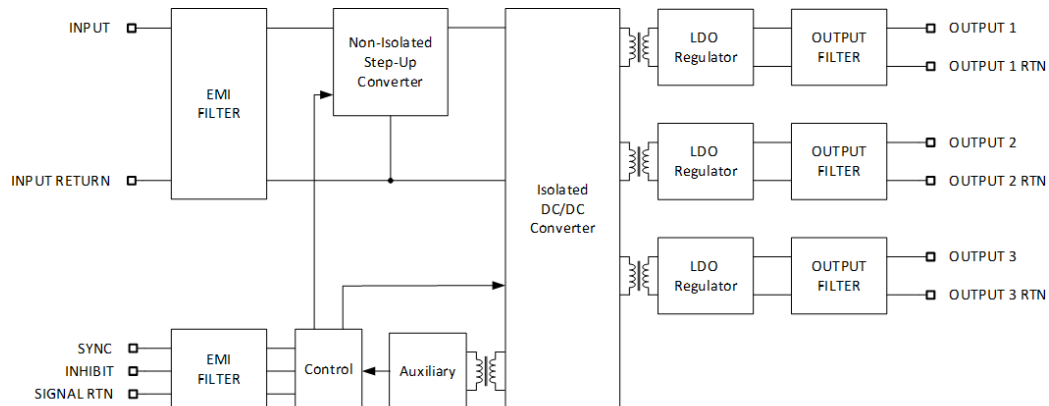 INPUT
INPUT RETURN
EMI
FILTER
Non-Isolated
Step-Up
Converter
Isolated
DC/DC
Converter
LDO
Regulator
OUTPUT
FILTER
OUTPUT 1
OUTPUT 1 RTN
LDO
Regulator
OUTPUT
FILTER
OUTPUT 2
OUTPUT 2 RTN
LDO
Regulator
OUTPUT
FILTER
OUTPUT 3
OUTPUT 3 RTN
SYNC
INHIBIT
SIGNAL RTN
EMI
FILTER
Control
Auxiliary